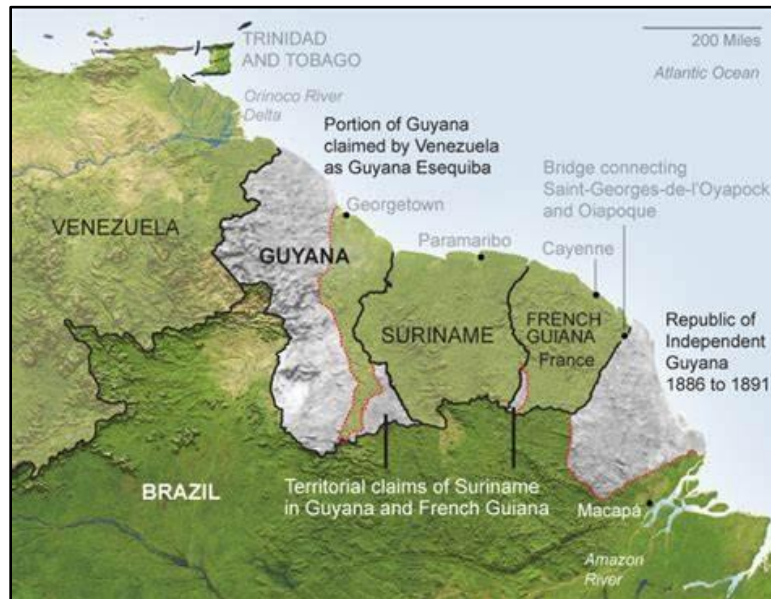 TRINIDAD
AND TOBAGO
200 Miles
Atlantic Ocean
Orinoco River
Delta
Portion of Guyana
claimed by Venezuela
as Guyana Esequiba
Bridge connecting
Saint-Georges-de-l'Oyapock
and Oiapoque
Georgetown
VENEZUELA
Paramaribo
Cayenne
GUYANA
SURINAME
FRENCH
GUIANA
France
Republic of
Independent
Guyana
1886 to 1891
BRAZIL
Territorial claims of Suriname
in Guyana and French Guiana
Macapá
Amazon
River